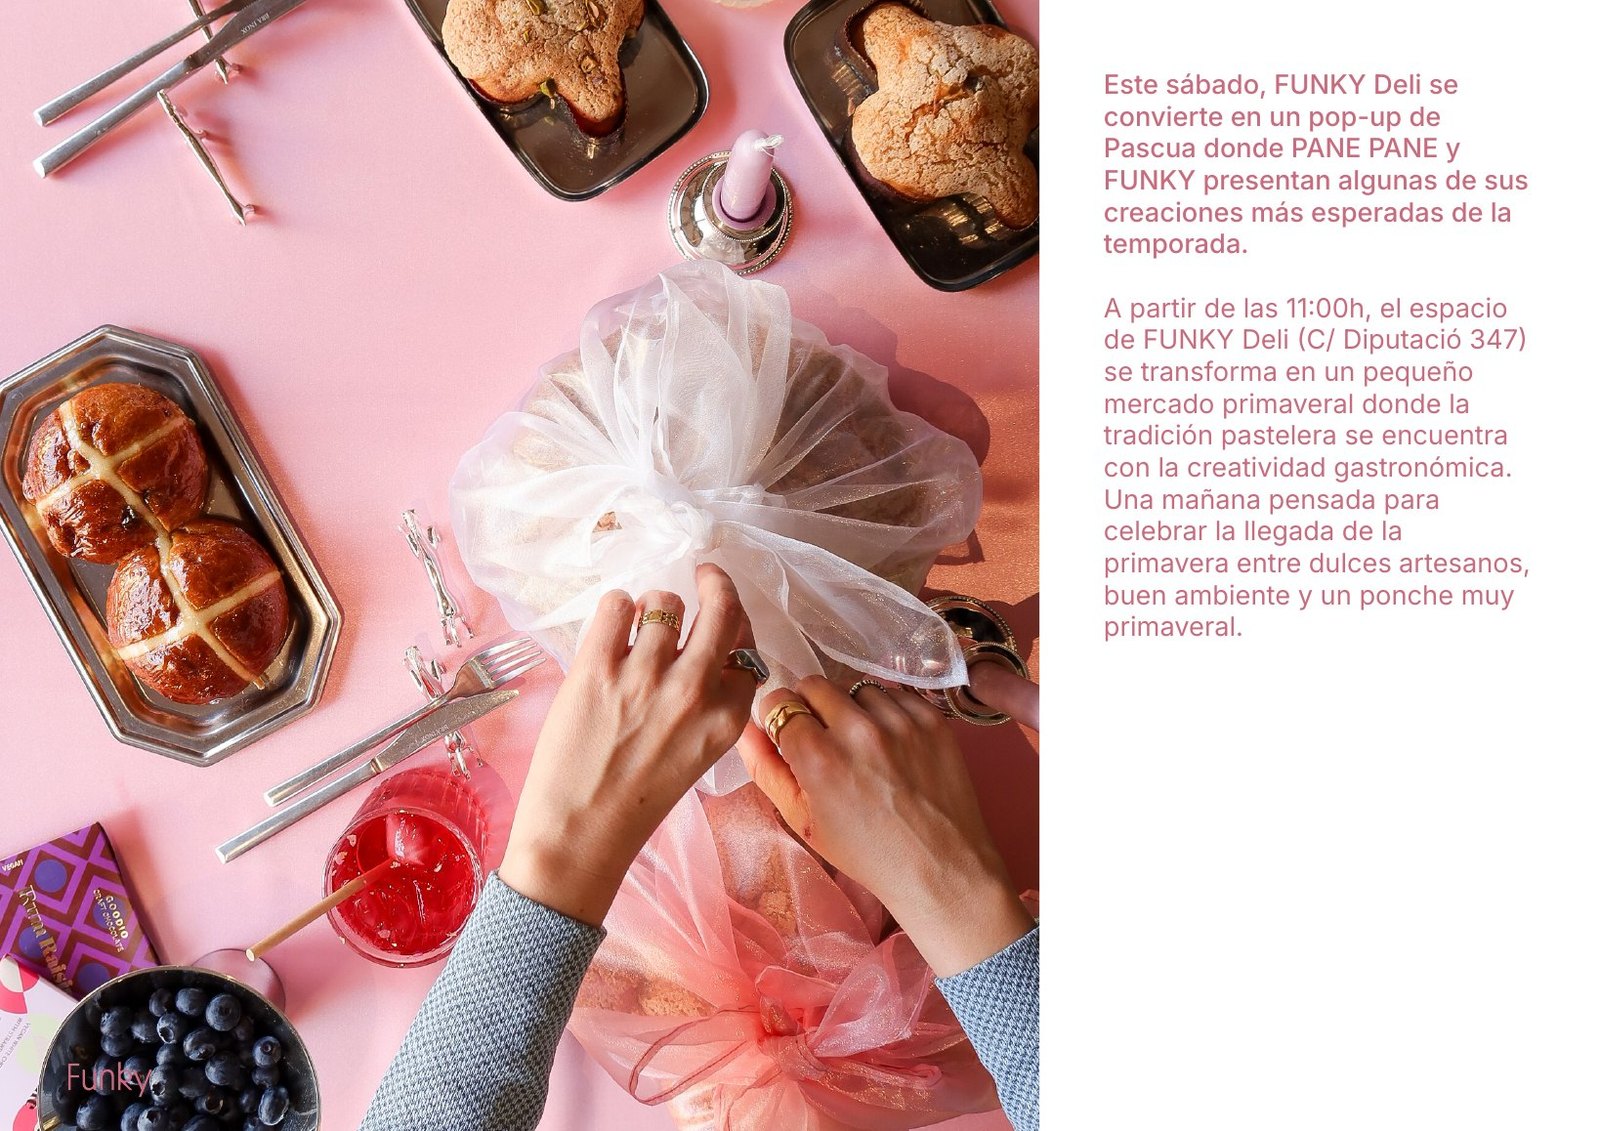 Este sábado, FUNKY Deli se
convierte en un pop-up de
Pascua donde PANE PANE y
FUNKY presentan algunas de sus
creaciones más esperadas de la
temporada.
A partir de las 11:00h, el espacio
de FUNKY Deli (C/ Diputació 347)
se transforma en un pequeño
mercado primaveral donde la
tradición pastelera se encuentra
con la creatividad gastronómica.
Una mañana pensada para
celebrar la llegada de la
primavera entre dulces artesanos,
buen ambiente y un ponche muy
primaveral.
VEGAN
GOODIO
CRAFT CHOCOLATE
Rum
Funky